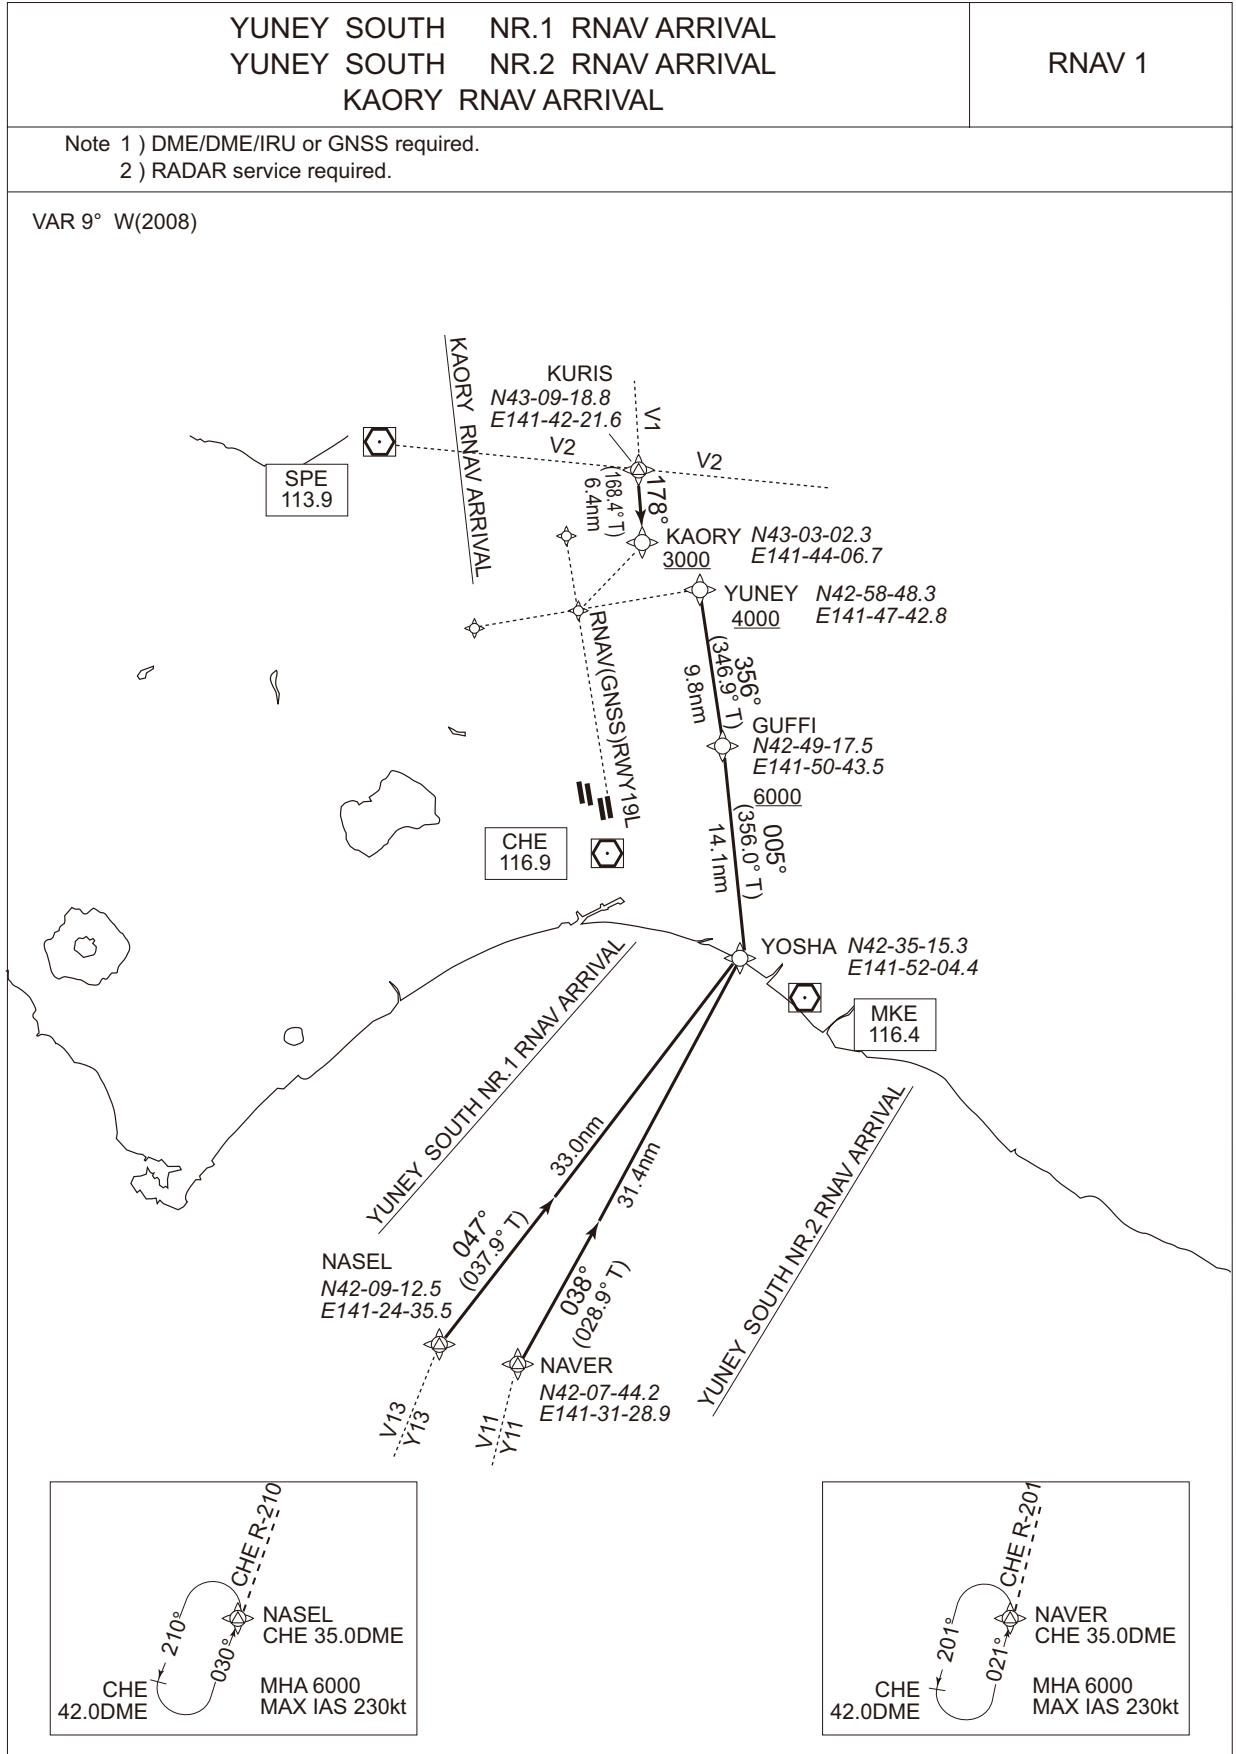 YUNEY SOUTH NR.1 RNAV ARRIVAL
YUNEY SOUTH NR.2 RNAV ARRIVAL
KAORY RNAV ARRIVAL
RNAV 1
Note 1 ) DME/DME/IRU or GNSS required.
2 ) RADAR service required.
VAR 9° W(2008)
KAORY RNAV ARRIVAL
KURIS
N43-09-18.8
E141-42-21.6
V1
V2
V2
SPE
113.9
178°
(168.4° T)
6.4nm
KAORY
3000
N43-03-02.3
E141-44-06.7
YUNEY
4000
N42-58-48.3
E141-47-42.8
RNAV(GNSS)RWY19L
356°
(346.9° T)
9.8nm
GUFFI
N42-49-17.5
E141-50-43.5
6000
005°
(356.0° T)
14.1nm
CHE
116.9
YOSHA
N42-35-15.3
E141-52-04.4
MKE
116.4
YUNEY SOUTH NR.1 RNAV ARRIVAL
33.0nm
31.4nm
YUNEY SOUTH NR.2 RNAV ARRIVAL
047°
(037.9° T)
038°
(028.9° T)
NASEL
N42-09-12.5
E141-24-35.5
NAVER
N42-07-44.2
E141-31-28.9
V13
Y13
V11
Y11
CHE R-210
210°
030°
NASEL
CHE 35.0DME
CHE
42.0DME
MHA 6000
MAX IAS 230kt
CHE R-201
201°
021°
NAVER
CHE 35.0DME
CHE
42.0DME
MHA 6000
MAX IAS 230kt